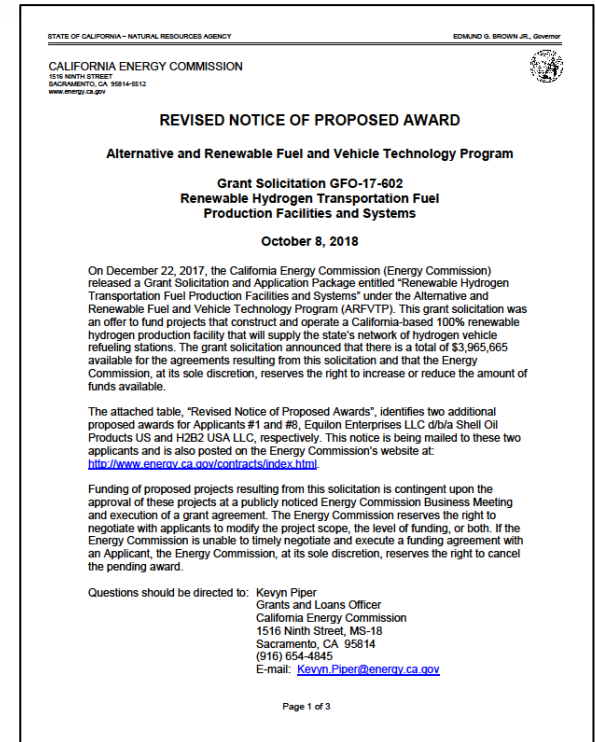 STATE OF CALIFORNIA – NATURAL RESOURCES AGENCY EDMUND G. BROWN JR., Governor
CALIFORNIA ENERGY COMMISSION
1516 NINTH STREET
SACRAMENTO, CA 95814-5512
www.energy.ca.gov
REVISED NOTICE OF PROPOSED AWARD
Alternative and Renewable Fuel and Vehicle Technology Program
Grant Solicitation GFO-17-602
Renewable Hydrogen Transportation Fuel
Production Facilities and Systems
October 8, 2018
On December 22, 2017, the California Energy Commission (Energy Commission)
released a Grant Solicitation and Application Package entitled “Renewable Hydrogen
Transportation Fuel Production Facilities and Systems” under the Alternative and
Renewable Fuel and Vehicle Technology Program (ARFVTP). This grant solicitation was
an offer to fund projects that construct and operate a California-based 100% renewable
hydrogen production facility that will supply the state's network of hydrogen vehicle
refueling stations. The grant solicitation announced that there is a total of $3,965,665
available for the agreements resulting from this solicitation and that the Energy
Commission, at its sole discretion, reserves the right to increase or reduce the amount of
funds available.
The attached table, “Revised Notice of Proposed Awards”, identifies two additional
proposed awards for Applicants #1 and #8, Equilon Enterprises LLC d/b/a Shell Oil
Products US and H2B2 USA LLC, respectively. This notice is being mailed to these two
applicants and is also posted on the Energy Commission's website at:
http://www.energy.ca.gov/contracts/index.html.
Funding of proposed projects resulting from this solicitation is contingent upon the
approval of these projects at a publicly noticed Energy Commission Business Meeting
and execution of a grant agreement. The Energy Commission reserves the right to
negotiate with applicants to modify the project scope, the level of funding, or both. If the
Energy Commission is unable to timely negotiate and execute a funding agreement with
an Applicant, the Energy Commission, at its sole discretion, reserves the right to cancel
the pending award.
Questions should be directed to: Kevyn Piper
Grants and Loans Officer
California Energy Commission
1516 Ninth Street, MS-18
Sacramento, CA 95814
(916) 654-4845
E-mail: Kevyn.Piper@energy.ca.gov
Page 1 of 3